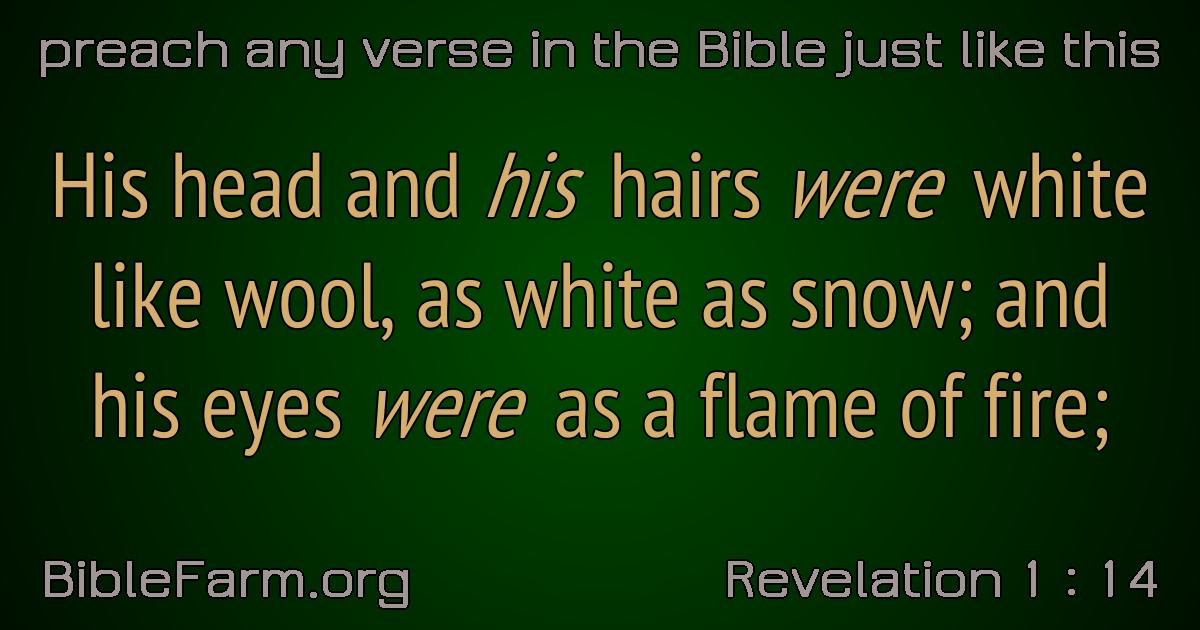 preach any verse in the Bible just like this
His head and his hairs were white
like wool, as white as snow; and
his eyes were as a flame of fire;
BibleFarm.org
Revelation 1 : 14